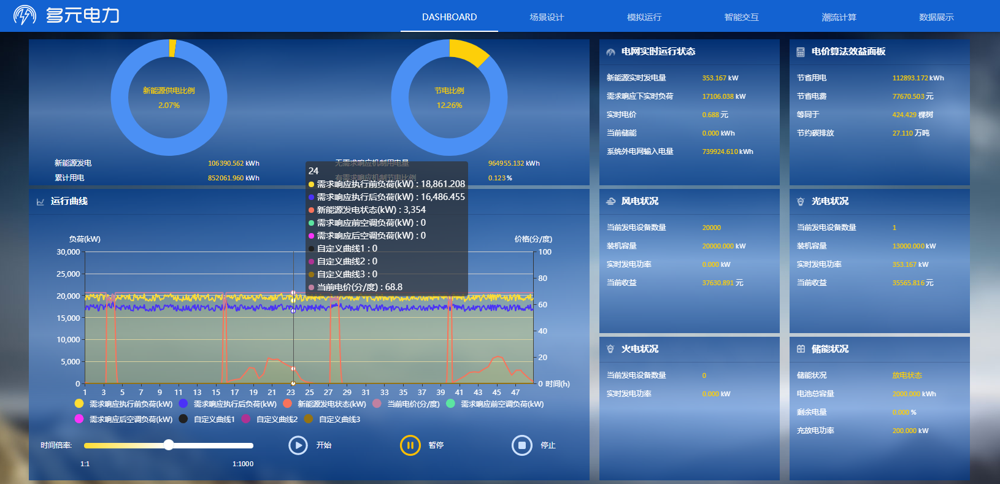 多元电力
DASHBOARD
场景设计
模拟运行
智能交互
潮流计算
数据展示
新能源供电比例
2.07%
节电比例
12.26%
新能源发电 106390.562 kWh
累计用电 852061.960 kWh
无需求响应机制用电量 964955.132 kWh
有需求响应机制节电比例 0.123 %
电网实时运行状态
新能源实时发电量 353.167 kW
需求响应下实时负荷 17106.038 kW
实时电价 0.688 元
当前储能 0.000 kWh
系统外电网输入电量 739924.610 kWh
电价算法效益面板
节省用电 112893.172 kWh
节省电费 77670.503 元
等同于 424.429 棵树
节约碳排放 27.110 万吨
运行曲线
24
需求响应执行前负荷(kW) : 18,861.208
需求响应执行后负荷(kW) : 16,486.455
新能源发电状态(kW) : 3,354
需求响应前空调负荷(kW) : 0
需求响应后空调负荷(kW) : 0
自定义曲线1 : 0
自定义曲线2 : 0
自定义曲线3 : 0
当前电价(分/度) : 68.8
负荷(kW)
价格(分/度)
30,000
25,000
20,000
15,000
10,000
5,000
0
100
80
60
40
20
0 时间(h)
1 3 5 7 9 11 13 15 17 19 21 23 25 27 29 31 33 35 37 39 41 43 45 47
需求响应执行前负荷(kW) 需求响应执行后负荷(kW) 新能源发电状态(kW) 当前电价(分/度) 需求响应前空调负荷(kW)
需求响应后空调负荷(kW) 自定义曲线1 自定义曲线2 自定义曲线3
时间倍率:
1:1 1:1000
开始
暂停
停止
风电状况
当前发电设备数量 20000
装机容量 20000.000 kW
实时发电功率 0.000 kW
当前收益 37630.891 元
光电状况
当前发电设备数量 1
装机容量 13000.000 kW
实时发电功率 353.167 kW
当前收益 35565.816 元
火电状况
当前发电设备数量 0
实时发电功率 0.000 kW
储能状况
储能状况 放电状态
电池总容量 2000.000 kWh
剩余电量 0.000 %
充放电功率 200.000 kW